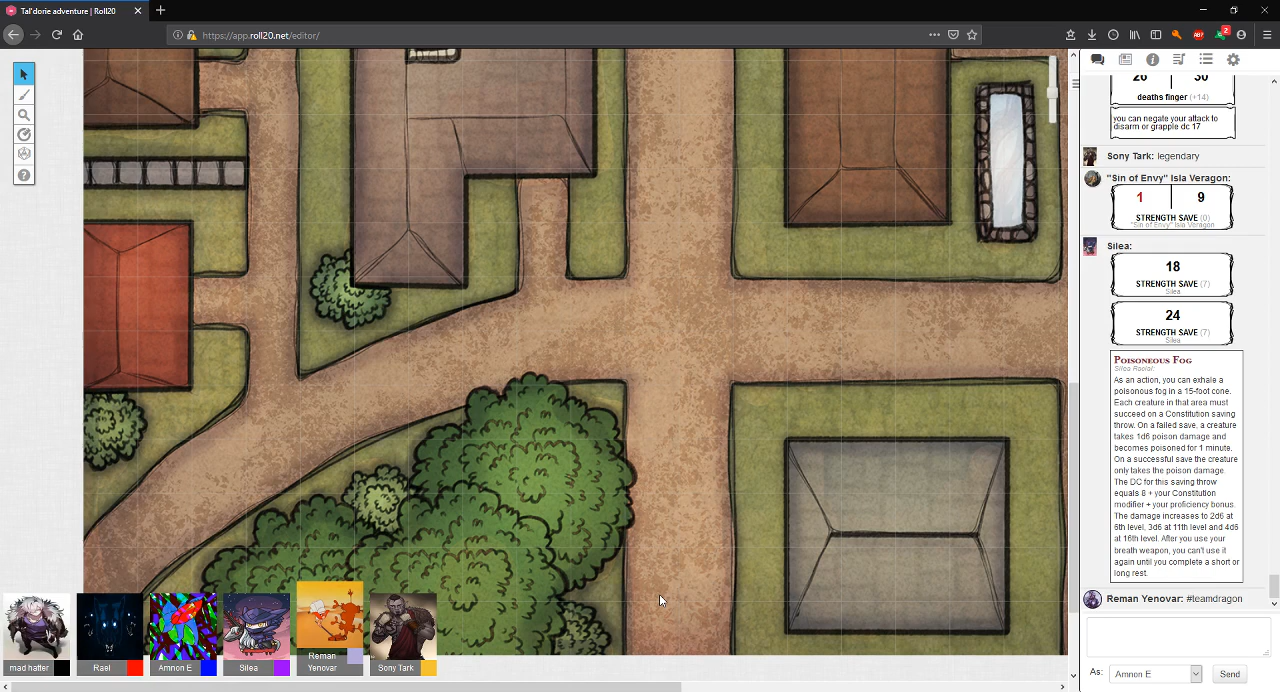 Tal'dorie adventure | Roll20
https://app.roll20.net/editor/
ABP
2
26 30
deaths finger (+14)
you can negate your attack to
disarm or grapple dc 17
Sony Tark: legendary
"Sin of Envy" Isla Veragon:
1 9
STRENGTH SAVE (0)
"Sin of Envy" Isla Veragon
Silea:
18
STRENGTH SAVE (7)
Silea
24
STRENGTH SAVE (7)
Silea
Poisoneous Fog
Silea Racial:
As an action, you can exhale a
poisonous fog in a 15-foot cone.
Each creature in that area must
succeed on a Constitution saving
throw. On a failed save, a creature
takes 1d6 poison damage and
becomes poisoned for 1 minute.
On a successful save the creature
only takes the poison damage.
The DC for this saving throw
equals 8 + your Constitution
modifier + your proficiency bonus.
The damage increases to 2d6 at
6th level, 3d6 at 11th level and 4d6
at 16th level. After you use your
breath weapon, you can't use it
again until you complete a short or
long rest.
Reman Yenovar: #teamdragon
As: Amnon E Send
mad hatter
Rael
Amnon E
Silea
Reman
Yenovar
Sony Tark